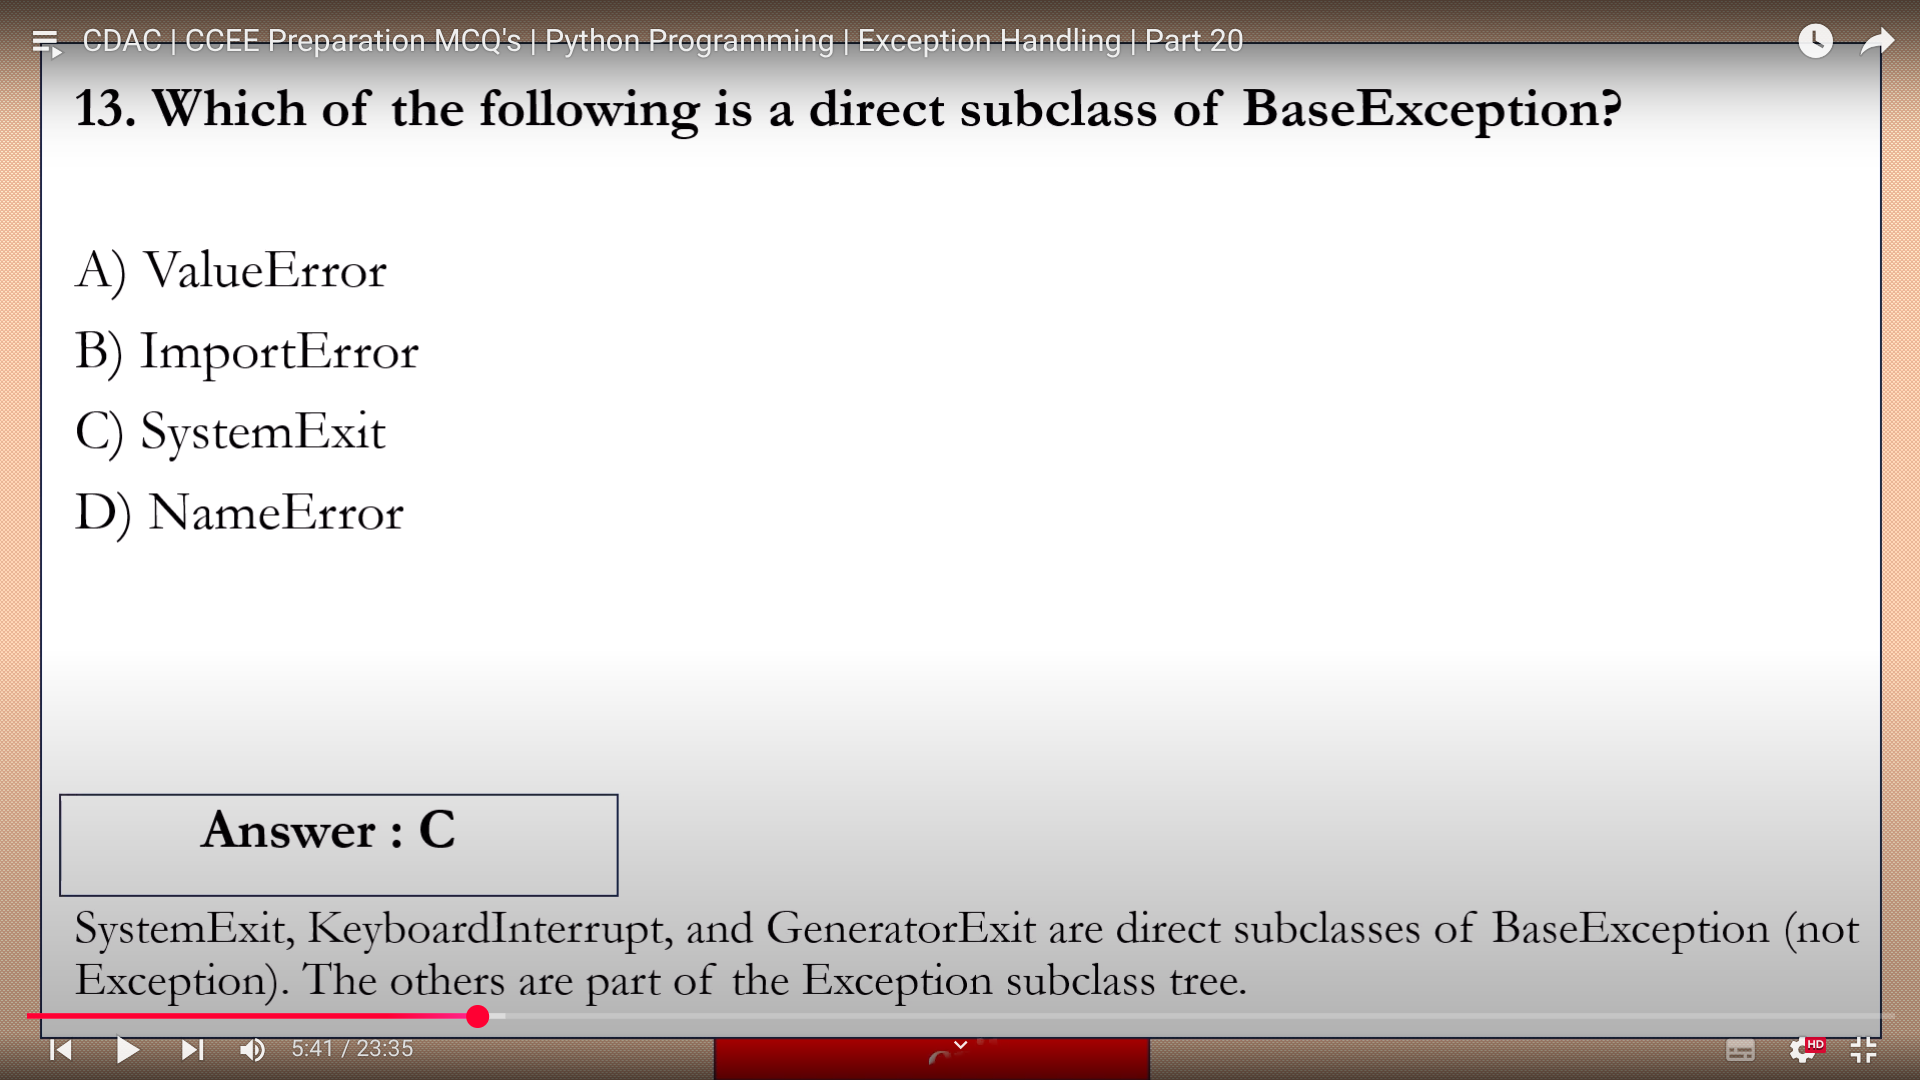 CDAC | CCEE Preparation MCQ's | Python Programming | Exception Handling | Part 20
13. Which of the following is a direct subclass of BaseException?
A) ValueError
B) ImportError
C) SystemExit
D) NameError
Answer : C
SystemExit, KeyboardInterrupt, and GeneratorExit are direct subclasses of BaseException (not
Exception). The others are part of the Exception subclass tree.
5:41 / 23:35
HD